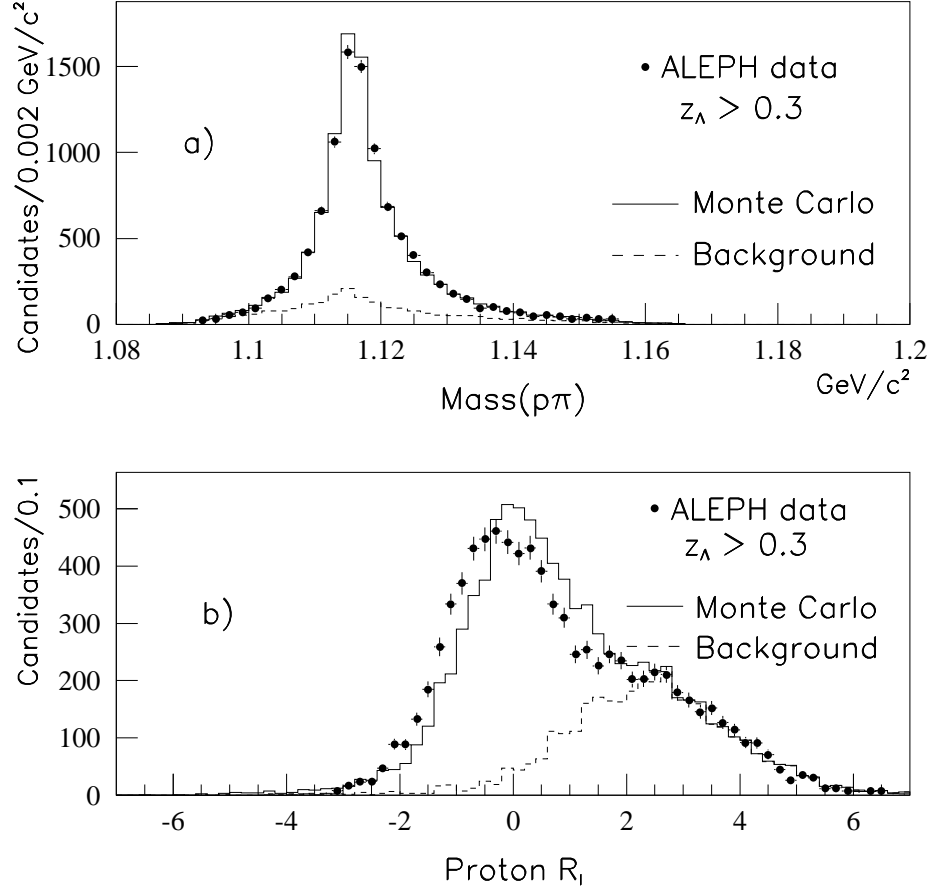 Candidates/0.002 GeV/c²
1500
1000
500
0
a)
ALEPH data
z_Λ > 0.3
Monte Carlo
Background
1.08 1.1 1.12 1.14 1.16 1.18 1.2
GeV/c²
Mass(pπ)
Candidates/0.1
500
400
300
200
100
0
b)
ALEPH data
z_Λ > 0.3
Monte Carlo
Background
-6 -4 -2 0 2 4 6
Proton R_I